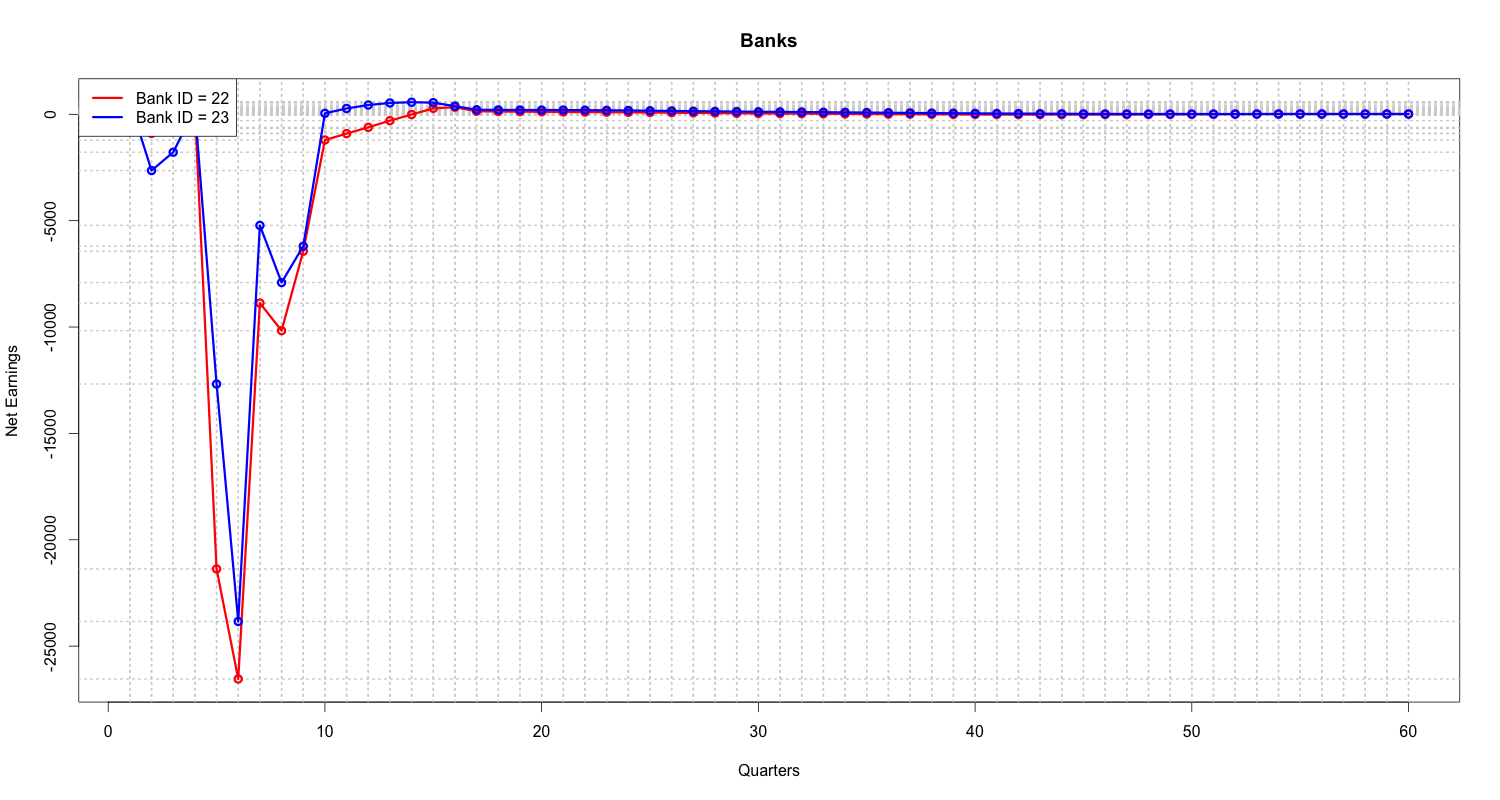 Banks
Bank ID = 22
Bank ID = 23
Net Earnings
0
-5000
-10000
-15000
-20000
-25000
0 10 20 30 40 50 60
Quarters